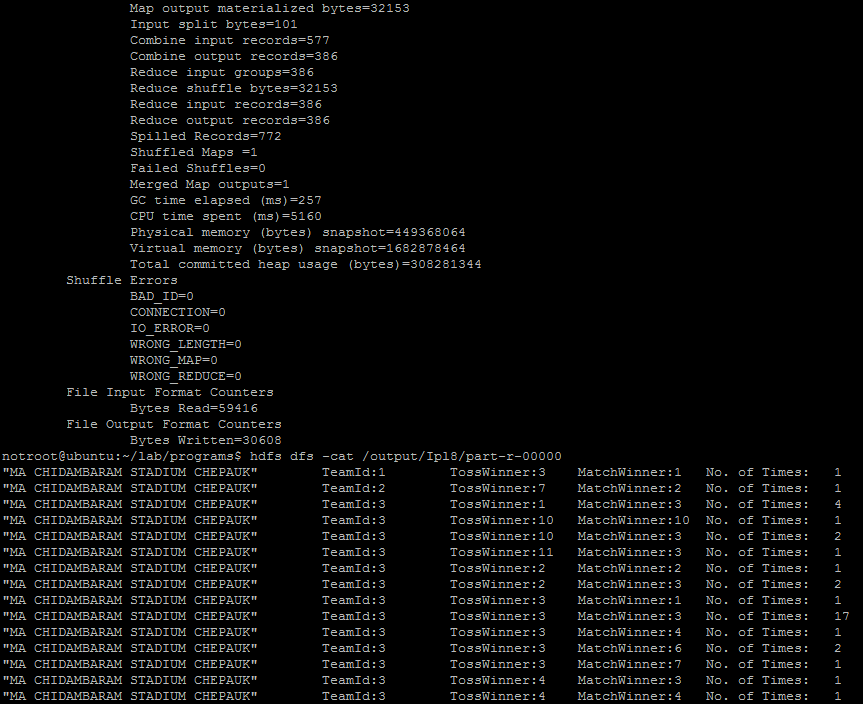 Map output materialized bytes=32153
Input split bytes=101
Combine input records=577
Combine output records=386
Reduce input groups=386
Reduce shuffle bytes=32153
Reduce input records=386
Reduce output records=386
Spilled Records=772
Shuffled Maps =1
Failed Shuffles=0
Merged Map outputs=1
GC time elapsed (ms)=257
CPU time spent (ms)=5160
Physical memory (bytes) snapshot=449368064
Virtual memory (bytes) snapshot=1682878464
Total committed heap usage (bytes)=308281344
Shuffle Errors
BAD_ID=0
CONNECTION=0
IO_ERROR=0
WRONG_LENGTH=0
WRONG_MAP=0
WRONG_REDUCE=0
File Input Format Counters
Bytes Read=59416
File Output Format Counters
Bytes Written=30608
notroot@ubuntu:~/lab/programs$ hdfs dfs -cat /output/Ipl8/part-r-00000
"MA CHIDAMBARAM STADIUM CHEPAUK" TeamId:1 TossWinner:3 MatchWinner:1 No. of Times: 1
"MA CHIDAMBARAM STADIUM CHEPAUK" TeamId:2 TossWinner:7 MatchWinner:2 No. of Times: 1
"MA CHIDAMBARAM STADIUM CHEPAUK" TeamId:3 TossWinner:1 MatchWinner:3 No. of Times: 4
"MA CHIDAMBARAM STADIUM CHEPAUK" TeamId:3 TossWinner:10 MatchWinner:10 No. of Times: 1
"MA CHIDAMBARAM STADIUM CHEPAUK" TeamId:3 TossWinner:10 MatchWinner:3 No. of Times: 2
"MA CHIDAMBARAM STADIUM CHEPAUK" TeamId:3 TossWinner:11 MatchWinner:3 No. of Times: 1
"MA CHIDAMBARAM STADIUM CHEPAUK" TeamId:3 TossWinner:2 MatchWinner:2 No. of Times: 1
"MA CHIDAMBARAM STADIUM CHEPAUK" TeamId:3 TossWinner:2 MatchWinner:3 No. of Times: 2
"MA CHIDAMBARAM STADIUM CHEPAUK" TeamId:3 TossWinner:3 MatchWinner:1 No. of Times: 1
"MA CHIDAMBARAM STADIUM CHEPAUK" TeamId:3 TossWinner:3 MatchWinner:3 No. of Times: 17
"MA CHIDAMBARAM STADIUM CHEPAUK" TeamId:3 TossWinner:3 MatchWinner:4 No. of Times: 1
"MA CHIDAMBARAM STADIUM CHEPAUK" TeamId:3 TossWinner:3 MatchWinner:6 No. of Times: 2
"MA CHIDAMBARAM STADIUM CHEPAUK" TeamId:3 TossWinner:3 MatchWinner:7 No. of Times: 1
"MA CHIDAMBARAM STADIUM CHEPAUK" TeamId:3 TossWinner:4 MatchWinner:3 No. of Times: 1
"MA CHIDAMBARAM STADIUM CHEPAUK" TeamId:3 TossWinner:4 MatchWinner:4 No. of Times: 1